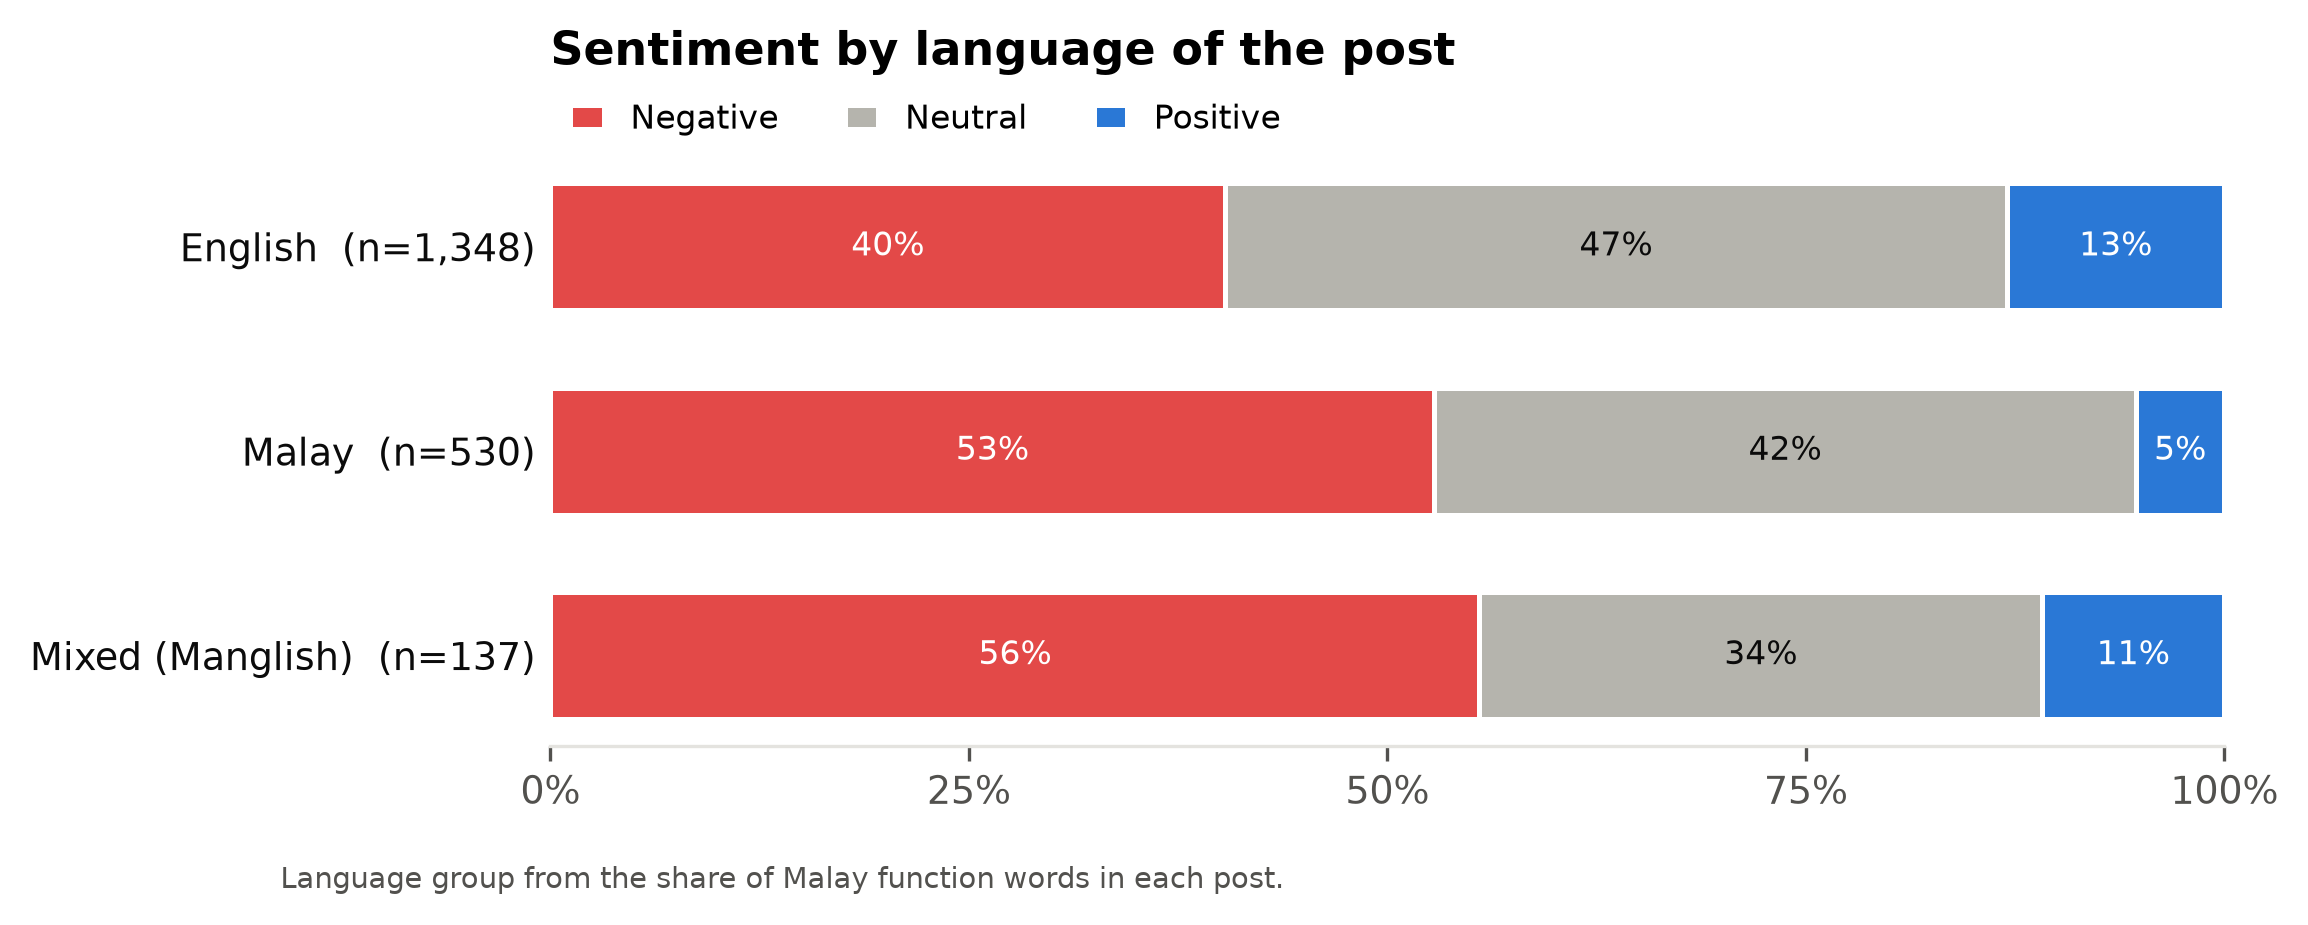 Sentiment by language of the post
Negative Neutral Positive
English (n=1,348) 40% 47% 13%
Malay (n=530) 53% 42% 5%
Mixed (Manglish) (n=137) 56% 34% 11%
0% 25% 50% 75% 100%
Language group from the share of Malay function words in each post.